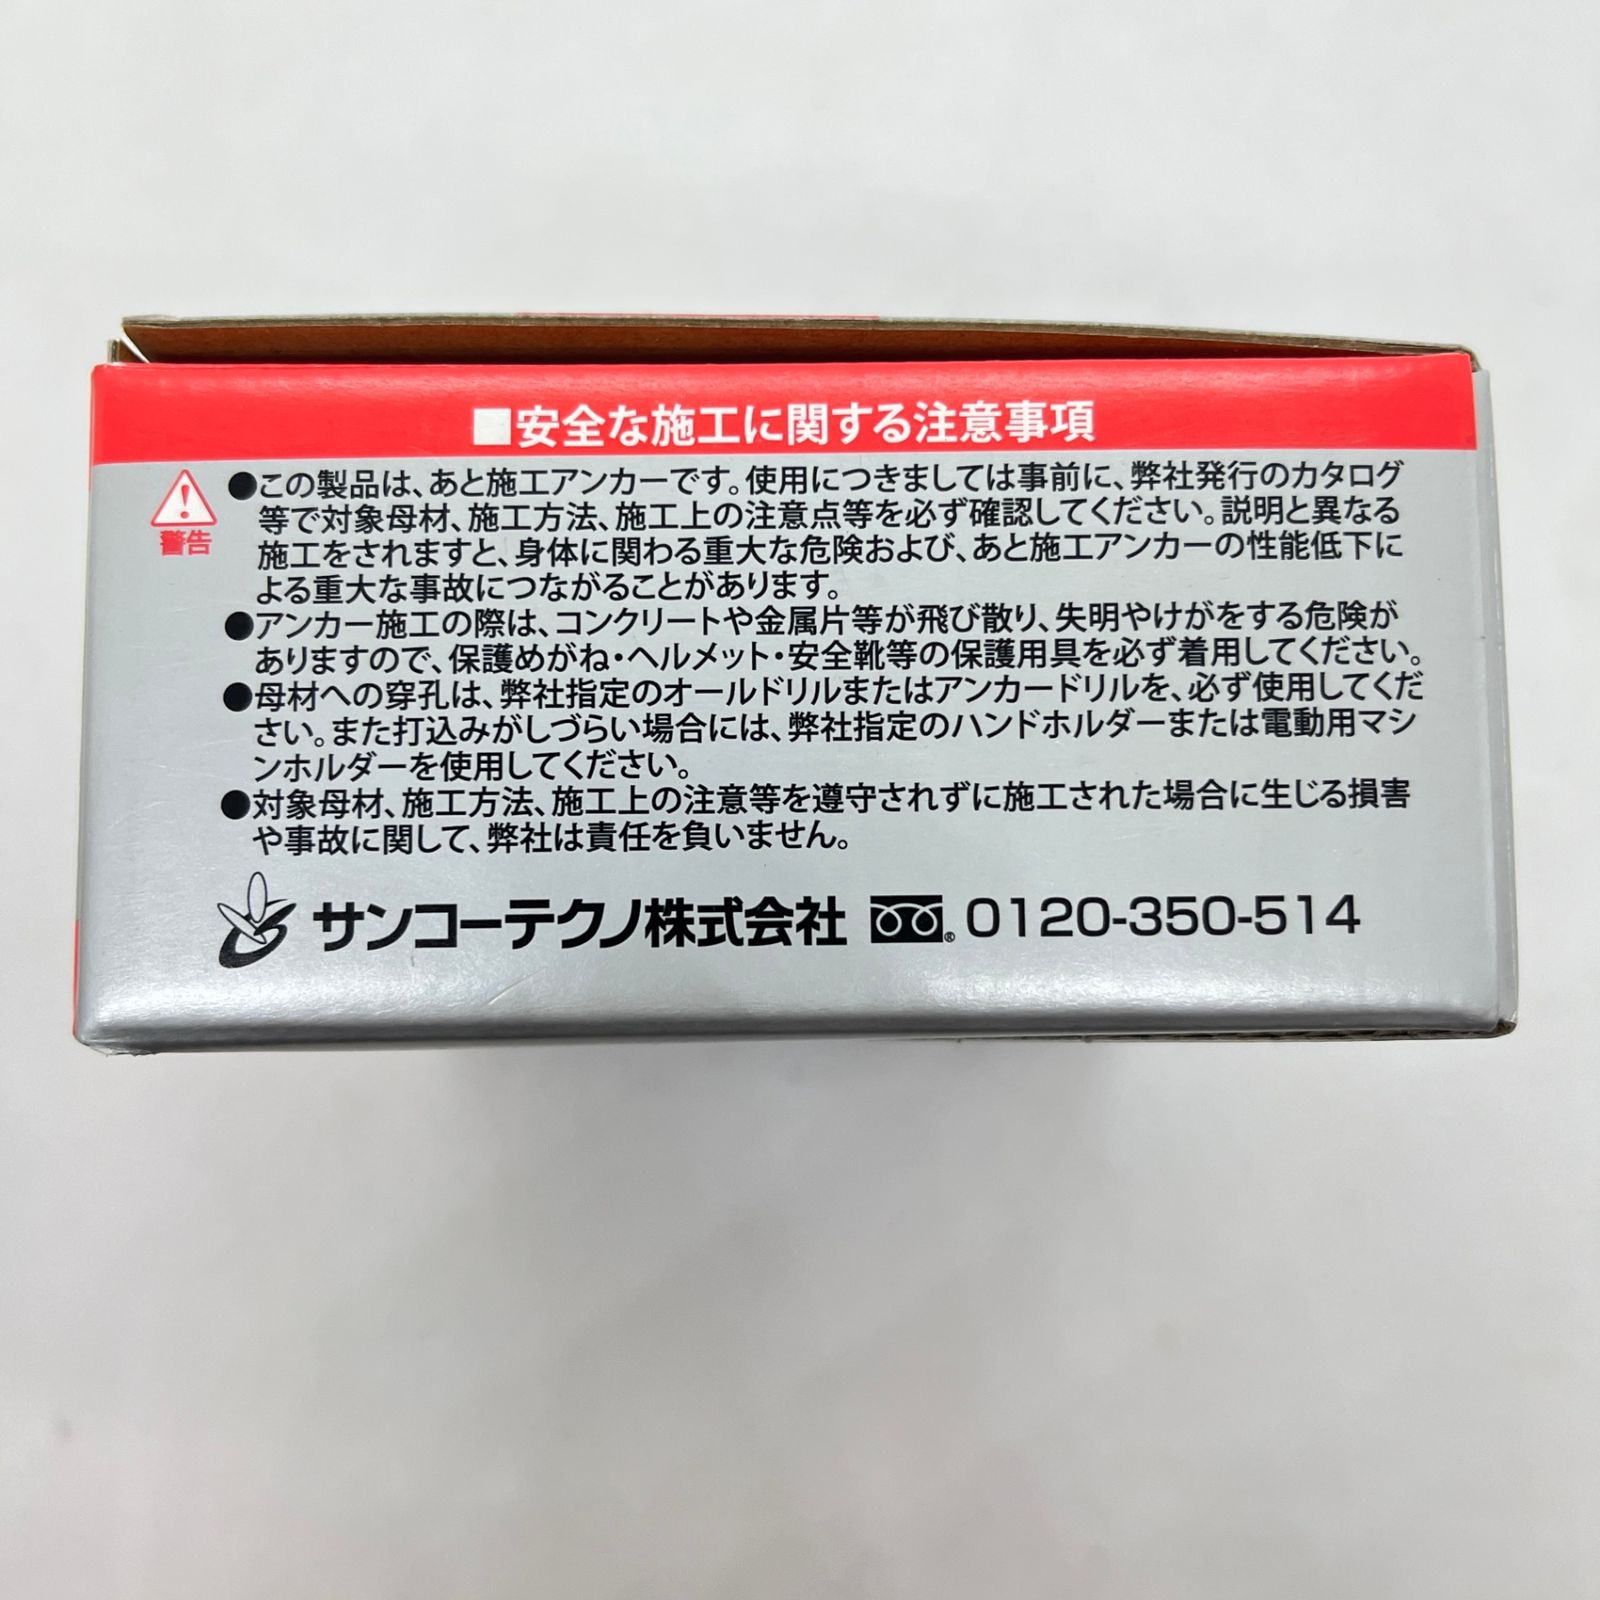 ■安全な施工に関する注意事項
警告
●この製品は、あと施工アンカーです。使用につきましては事前に、弊社発行のカタログ
等で対象母材、施工方法、施工上の注意点等を必ず確認してください。説明と異なる
施工をされますと、身体に関わる重大な危険および、あと施工アンカーの性能低下に
よる重大な事故につながることがあります。
●アンカー施工の際は、コンクリートや金属片等が飛び散り、失明やけがをする危険が
ありますので、保護めがね・ヘルメット・安全靴等の保護用具を必ず着用してください。
●母材への穿孔は、弊社指定のオールドリルまたはアンカードリルを、必ず使用してくだ
さい。また打込みがしづらい場合には、弊社指定のハンドホルダーまたは電動用マシ
ンホルダーを使用してください。
●対象母材、施工方法、施工上の注意等を遵守されずに施工された場合に生じる損害
や事故に関して、弊社は責任を負いません。
サンコーテクノ株式会社 ® 0120-350-514